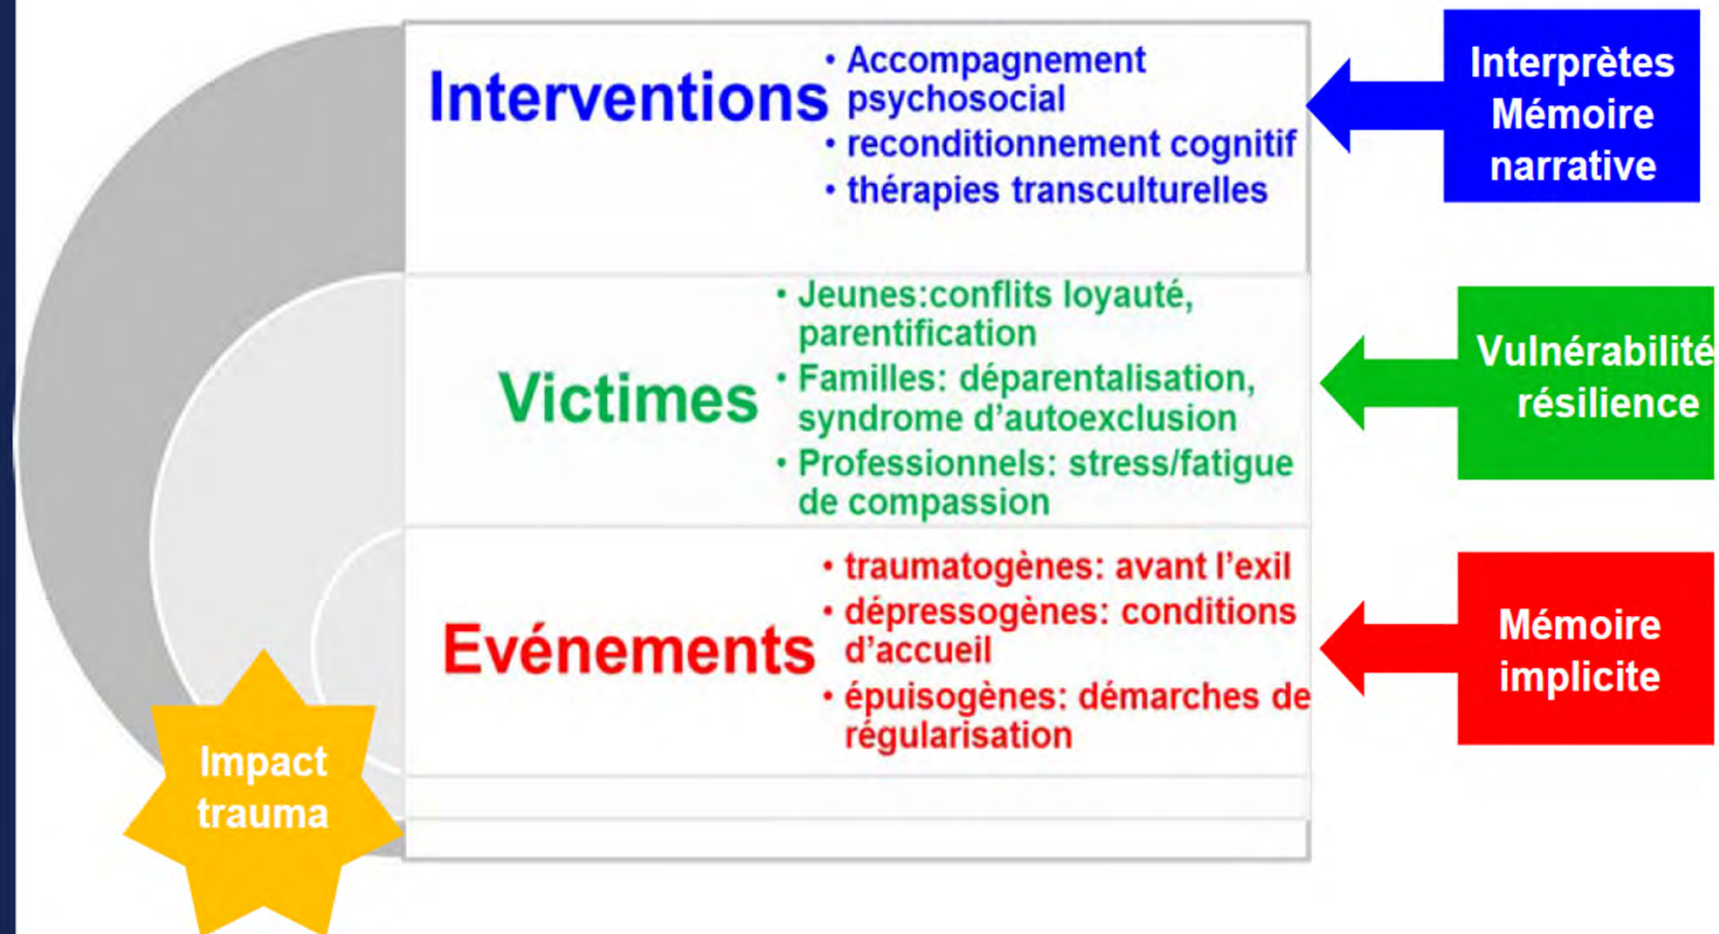 Interventions
• Accompagnement
psychosocial
• reconditionnement cognitif
• thérapies transculturelles
Interprètes
Mémoire
narrative
Victimes
• Jeunes:conflits loyauté,
parentification
• Familles: déparentalisation,
syndrome d'autoexclusion
• Professionnels: stress/fatigue
de compassion
Vulnérabilité
résilience
Evénements
• traumatogènes: avant l'exil
• dépressogènes: conditions
d'accueil
• épuisogènes: démarches de
régularisation
Mémoire
implicite
Impact
trauma